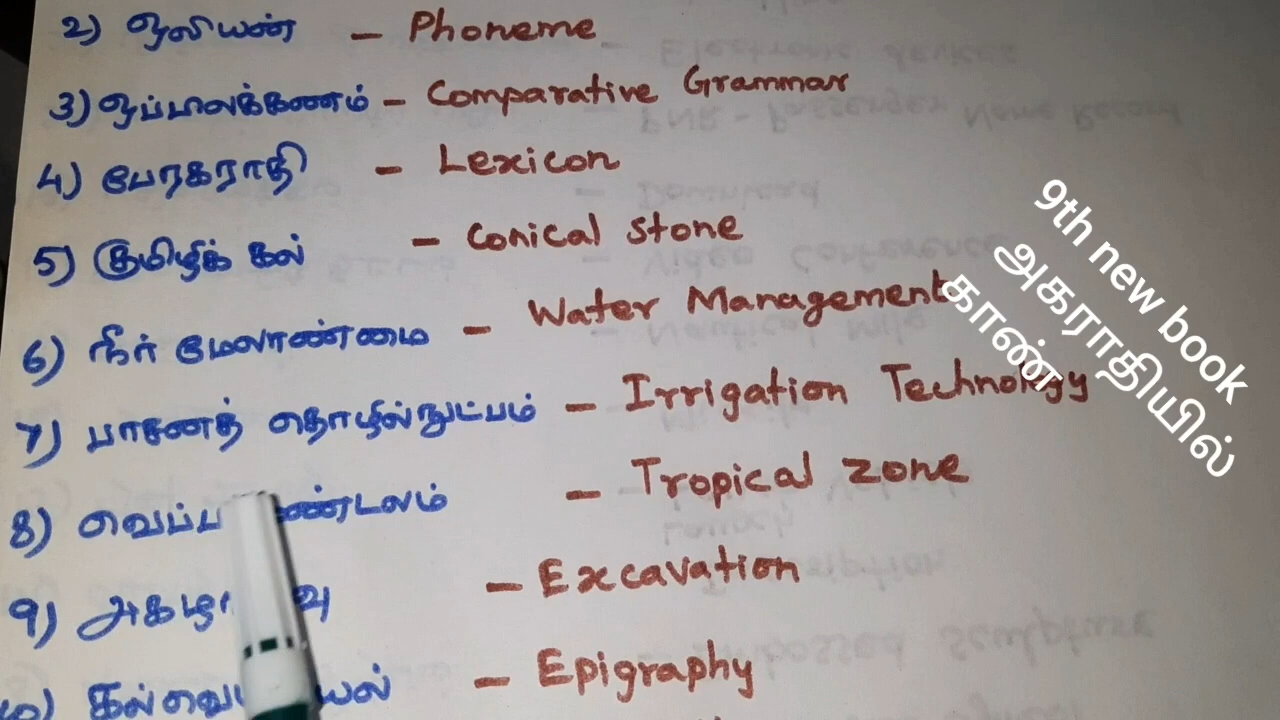 2) ஒலியன் – Phoneme
3) ஒப்பிலக்கணம் – Comparative Grammar
4) பேரகராதி – Lexicon
5) குமிழிக் கல் – Conical stone
6) நீர் மேலாண்மை – Water Management
7) பாசனத் தொழில்நுட்பம் – Irrigation Technology
8) – Tropical zone
9) – Excavation
– Epigraphy
9th new book
அகராதியில்
காண்